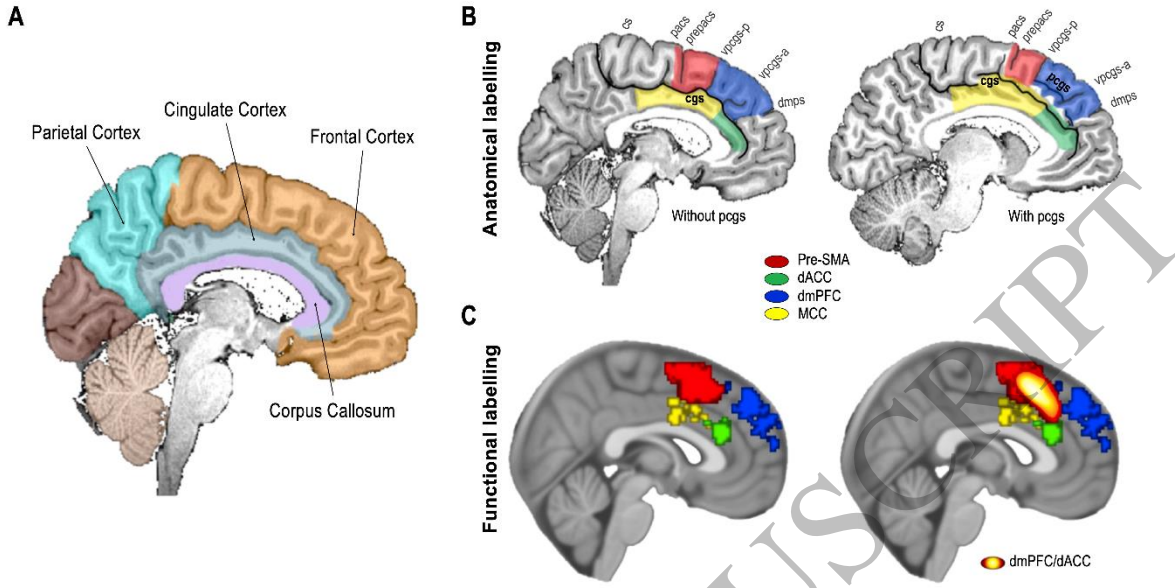 A
Cingulate Cortex
Parietal Cortex
Frontal Cortex
Corpus Callosum
B
Anatomical labelling
cs
pacs
prepacs
vpcgs-p
vpcgs-a
dmps
cgs
Without pcgs
cs
pacs
prepacs
vpcgs-p
pcgs
vpcgs-a
dmps
cgs
With pcgs
Pre-SMA
dACC
dmPFC
MCC
C
Functional labelling
dmPFC/dACC
USCRIPT